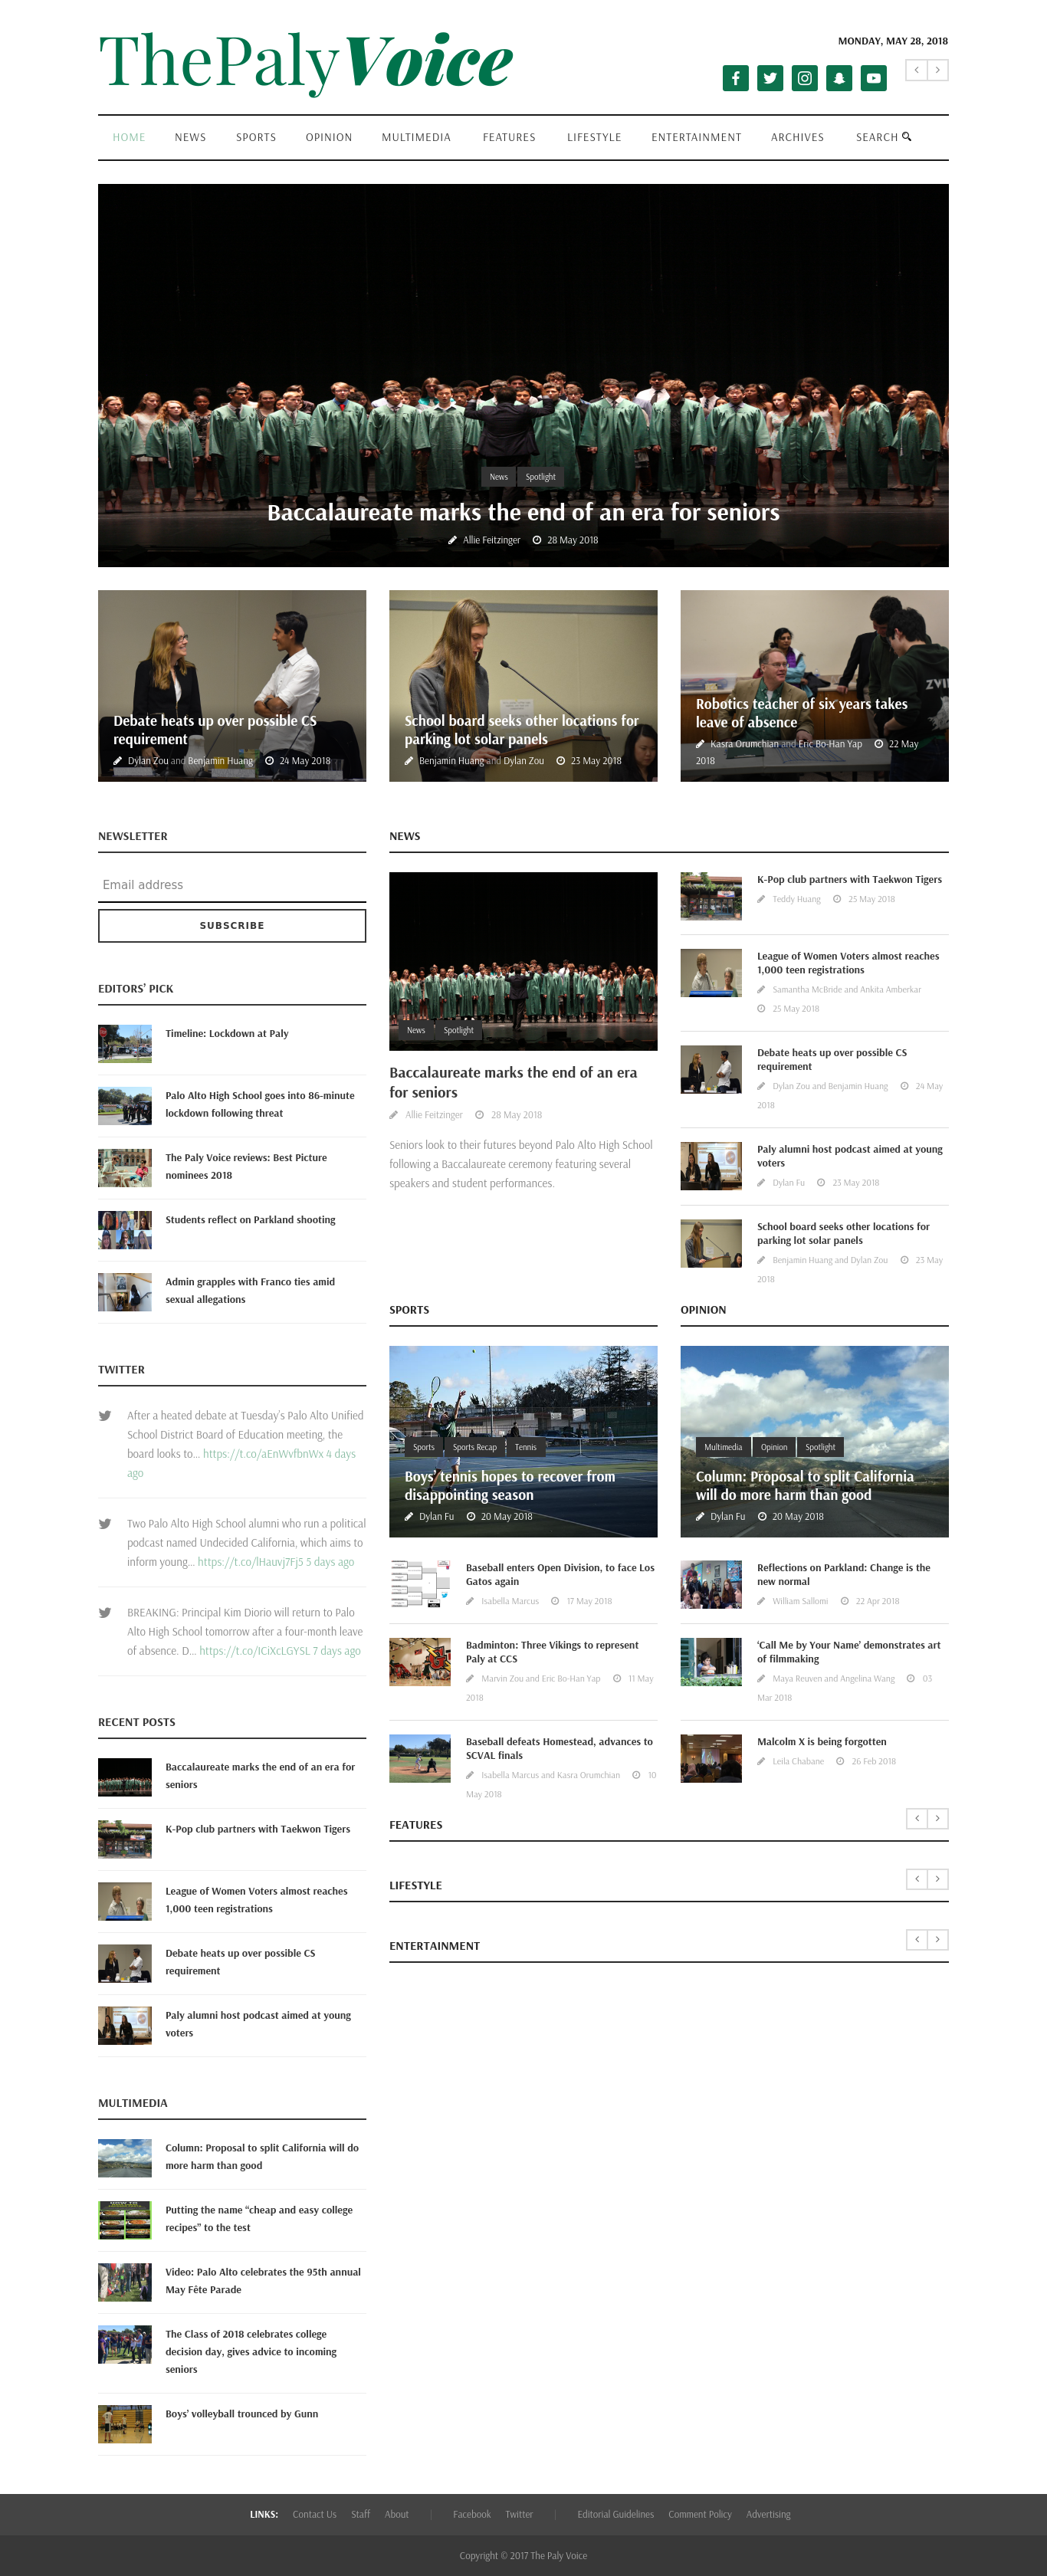 ThePalyVoice
MONDAY, MAY 28, 2018
HOME NEWS SPORTS OPINION MULTIMEDIA FEATURES LIFESTYLE ENTERTAINMENT ARCHIVES SEARCH
News Spotlight
Baccalaureate marks the end of an era for seniors
Allie Feitzinger 28 May 2018
Debate heats up over possible CS
requirement
Dylan Zou and Benjamin Huang 24 May 2018
School board seeks other locations for
parking lot solar panels
Benjamin Huang and Dylan Zou 23 May 2018
Robotics teacher of six years takes
leave of absence
Kasra Orumchian and Eric Bo-Han Yap 22 May
2018
NEWSLETTER
Email address
SUBSCRIBE
EDITORS’ PICK
Timeline: Lockdown at Paly
Palo Alto High School goes into 86-minute
lockdown following threat
The Paly Voice reviews: Best Picture
nominees 2018
Students reflect on Parkland shooting
Admin grapples with Franco ties amid
sexual allegations
TWITTER
After a heated debate at Tuesday's Palo Alto Unified
School District Board of Education meeting, the
board looks to... https://t.co/aEnWvfbnWx 4 days
ago
Two Palo Alto High School alumni who run a political
podcast named Undecided California, which aims to
inform young... https://t.co/lHauvj7Fj5 5 days ago
BREAKING: Principal Kim Diorio will return to Palo
Alto High School tomorrow after a four-month leave
of absence. D... https://t.co/ICiXcLGYSL 7 days ago
RECENT POSTS
Baccalaureate marks the end of an era for
seniors
K-Pop club partners with Taekwon Tigers
League of Women Voters almost reaches
1,000 teen registrations
Debate heats up over possible CS
requirement
Paly alumni host podcast aimed at young
voters
MULTIMEDIA
Column: Proposal to split California will do
more harm than good
Putting the name “cheap and easy college
recipes” to the test
Video: Palo Alto celebrates the 95th annual
May Fête Parade
The Class of 2018 celebrates college
decision day, gives advice to incoming
seniors
Boys’ volleyball trounced by Gunn
NEWS
News Spotlight
Baccalaureate marks the end of an era
for seniors
Allie Feitzinger 28 May 2018
Seniors look to their futures beyond Palo Alto High School
following a Baccalaureate ceremony featuring several
speakers and student performances.
K-Pop club partners with Taekwon Tigers
Teddy Huang 25 May 2018
League of Women Voters almost reaches
1,000 teen registrations
Samantha McBride and Ankita Amberkar
25 May 2018
Debate heats up over possible CS
requirement
Dylan Zou and Benjamin Huang 24 May
2018
Paly alumni host podcast aimed at young
voters
Dylan Fu 23 May 2018
School board seeks other locations for
parking lot solar panels
Benjamin Huang and Dylan Zou 23 May
2018
SPORTS
Sports Sports Recap Tennis
Boys’ tennis hopes to recover from
disappointing season
Dylan Fu 20 May 2018
Baseball enters Open Division, to face Los
Gatos again
Isabella Marcus 17 May 2018
Badminton: Three Vikings to represent
Paly at CCS
Marvin Zou and Eric Bo-Han Yap 11 May
2018
Baseball defeats Homestead, advances to
SCVAL finals
Isabella Marcus and Kasra Orumchian 10
May 2018
OPINION
Multimedia Opinion Spotlight
Column: Proposal to split California
will do more harm than good
Dylan Fu 20 May 2018
Reflections on Parkland: Change is the
new normal
William Sallomi 22 Apr 2018
‘Call Me by Your Name’ demonstrates art
of filmmaking
Maya Reuven and Angelina Wang 03
Mar 2018
Malcolm X is being forgotten
Leila Chabane 26 Feb 2018
FEATURES
LIFESTYLE
ENTERTAINMENT
LINKS: Contact Us Staff About | Facebook Twitter | Editorial Guidelines Comment Policy Advertising
Copyright © 2017 The Paly Voice